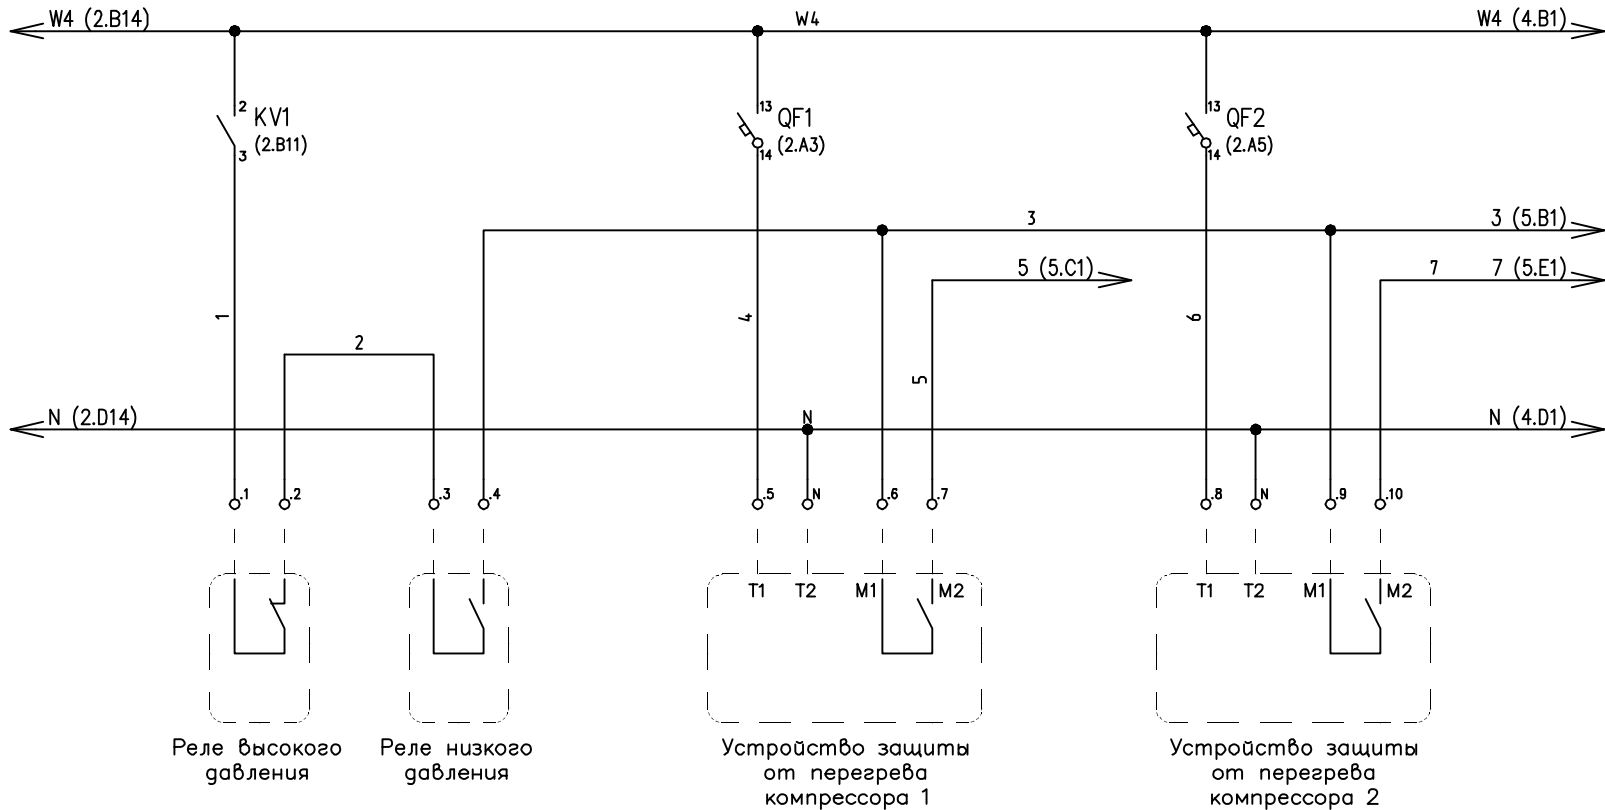 W4 (2.B14)
W4
W4 (4.B1)
2
KV1
(2.B11)
3
13
QF1
(2.A3)
14
13
QF2
(2.A5)
14
3
3 (5.B1)
5 (5.C1)
7
7 (5.E1)
1
4
6
2
5
N (2.D14)
N
N (4.D1)
.1
.2
.3
.4
.5
N
.6
.7
.8
N
.9
.10
T1
T2
M1
M2
T1
T2
M1
M2
Реле высокого
давления
Реле низкого
давления
Устройство защиты
от перегрева
компрессора 1
Устройство защиты
от перегрева
компрессора 2